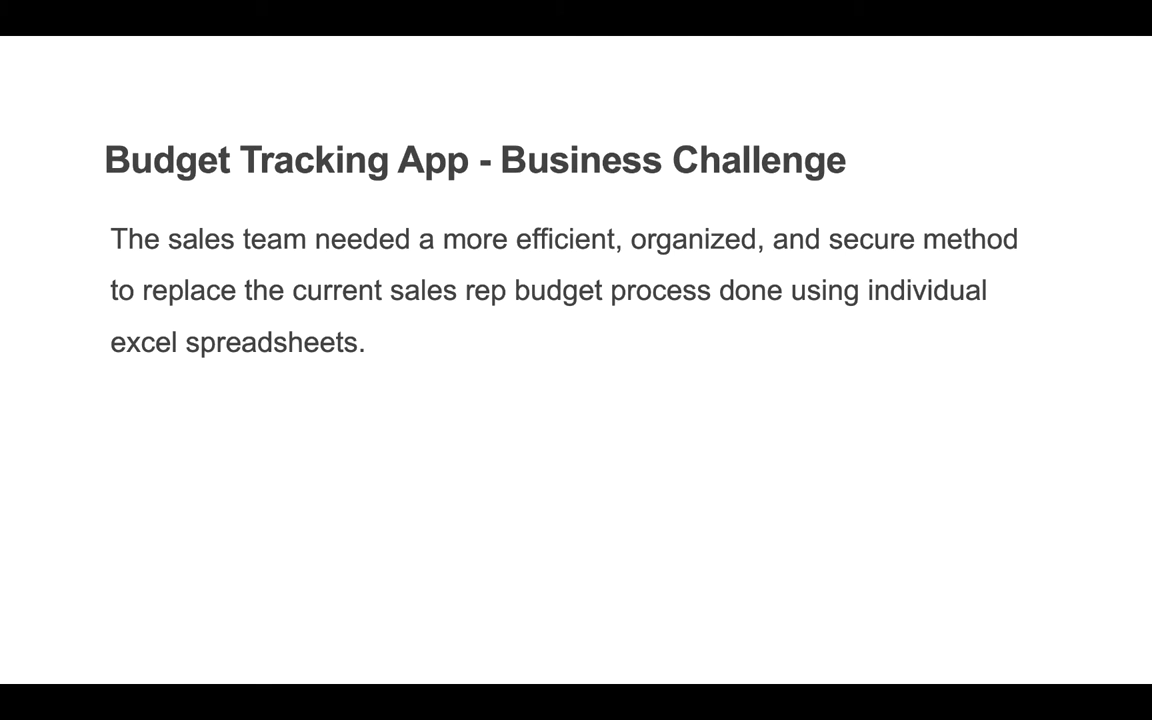 Budget Tracking App - Business Challenge
The sales team needed a more efficient, organized, and secure method
to replace the current sales rep budget process done using individual
excel spreadsheets.